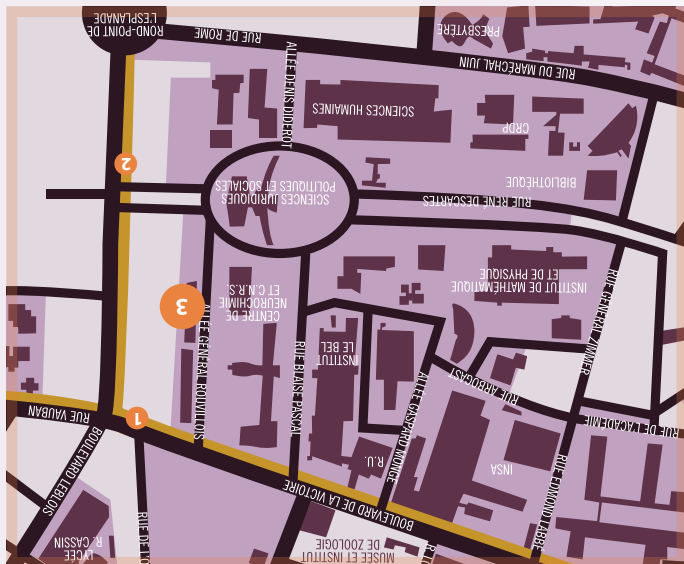 MUSÉE ET INSTITUT
DE ZOOLOGIE
LYCÉE
R. CASSIN
BOULEVARD LEBLOIS
BOULEVARD DE LA VICTOIRE
RUE EDMOND LABBÉ
INSA
R.U.
ALLÉE GASPARD MONGE
RUE VAUBAN
1
RUE DE L'ACADÉMIE
RUE ARBOGAST
INSTITUT
LE BEL
RUE BLAISE PASCAL
ALLÉE GÉNÉRAL ROUVILLOIS
RUE GÉNÉRAL ZIMMER
3
CENTRE DE
NEUROCHIMIE
ET C.N.R.S.
INSTITUT MATHÉMATIQUE
ET DE PHYSIQUE
RUE RENÉ DESCARTES
SCIENCES JURIDIQUES
POLITIQUES ET SOCIALES
BIBLIOTHÈQUE
2
CRDP
SCIENCES HUMAINES
ALLÉE DENIS DIDEROT
RUE DU MARÉCHAL JUIN
RUE DE ROME
ROND-POINT DE
L'ESPLANADE
PRESBYTÈRE